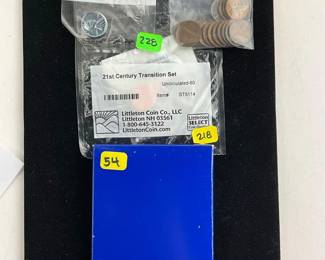 228
21st Century Transition Set
Uncirculated-60
Item# ST5114
Littleton Coin Co., LLC
Littleton NH 03561
1-800-645-3122
LittletonCoin.com
Littleton
SELECT
218
54